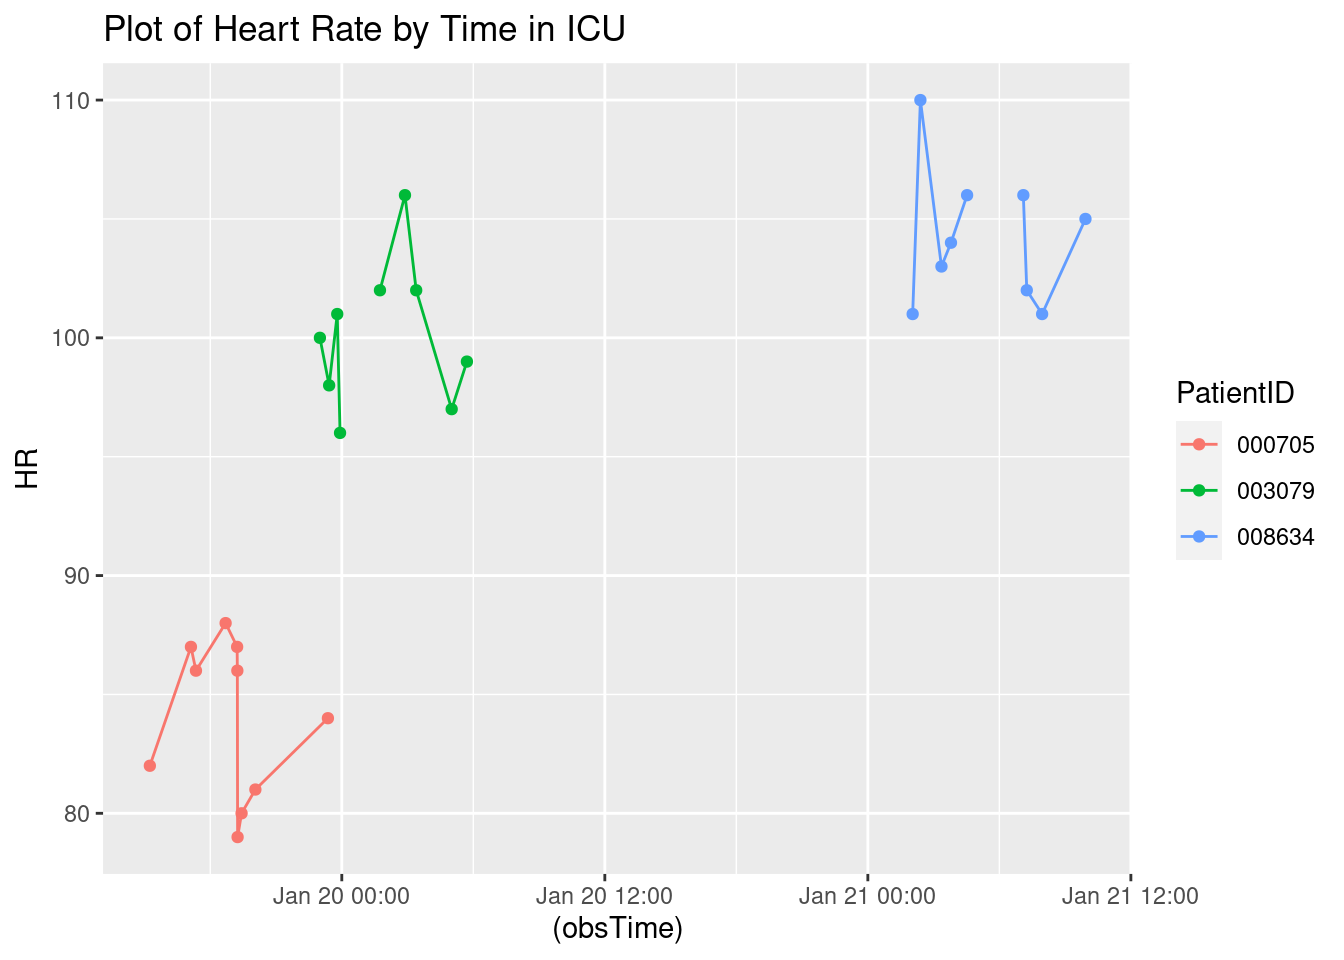 Plot of Heart Rate by Time in ICU
110
100
90
80
HR
Jan 20 00:00
Jan 20 12:00
Jan 21 00:00
Jan 21 12:00
(obsTime)
PatientID
000705
003079
008634